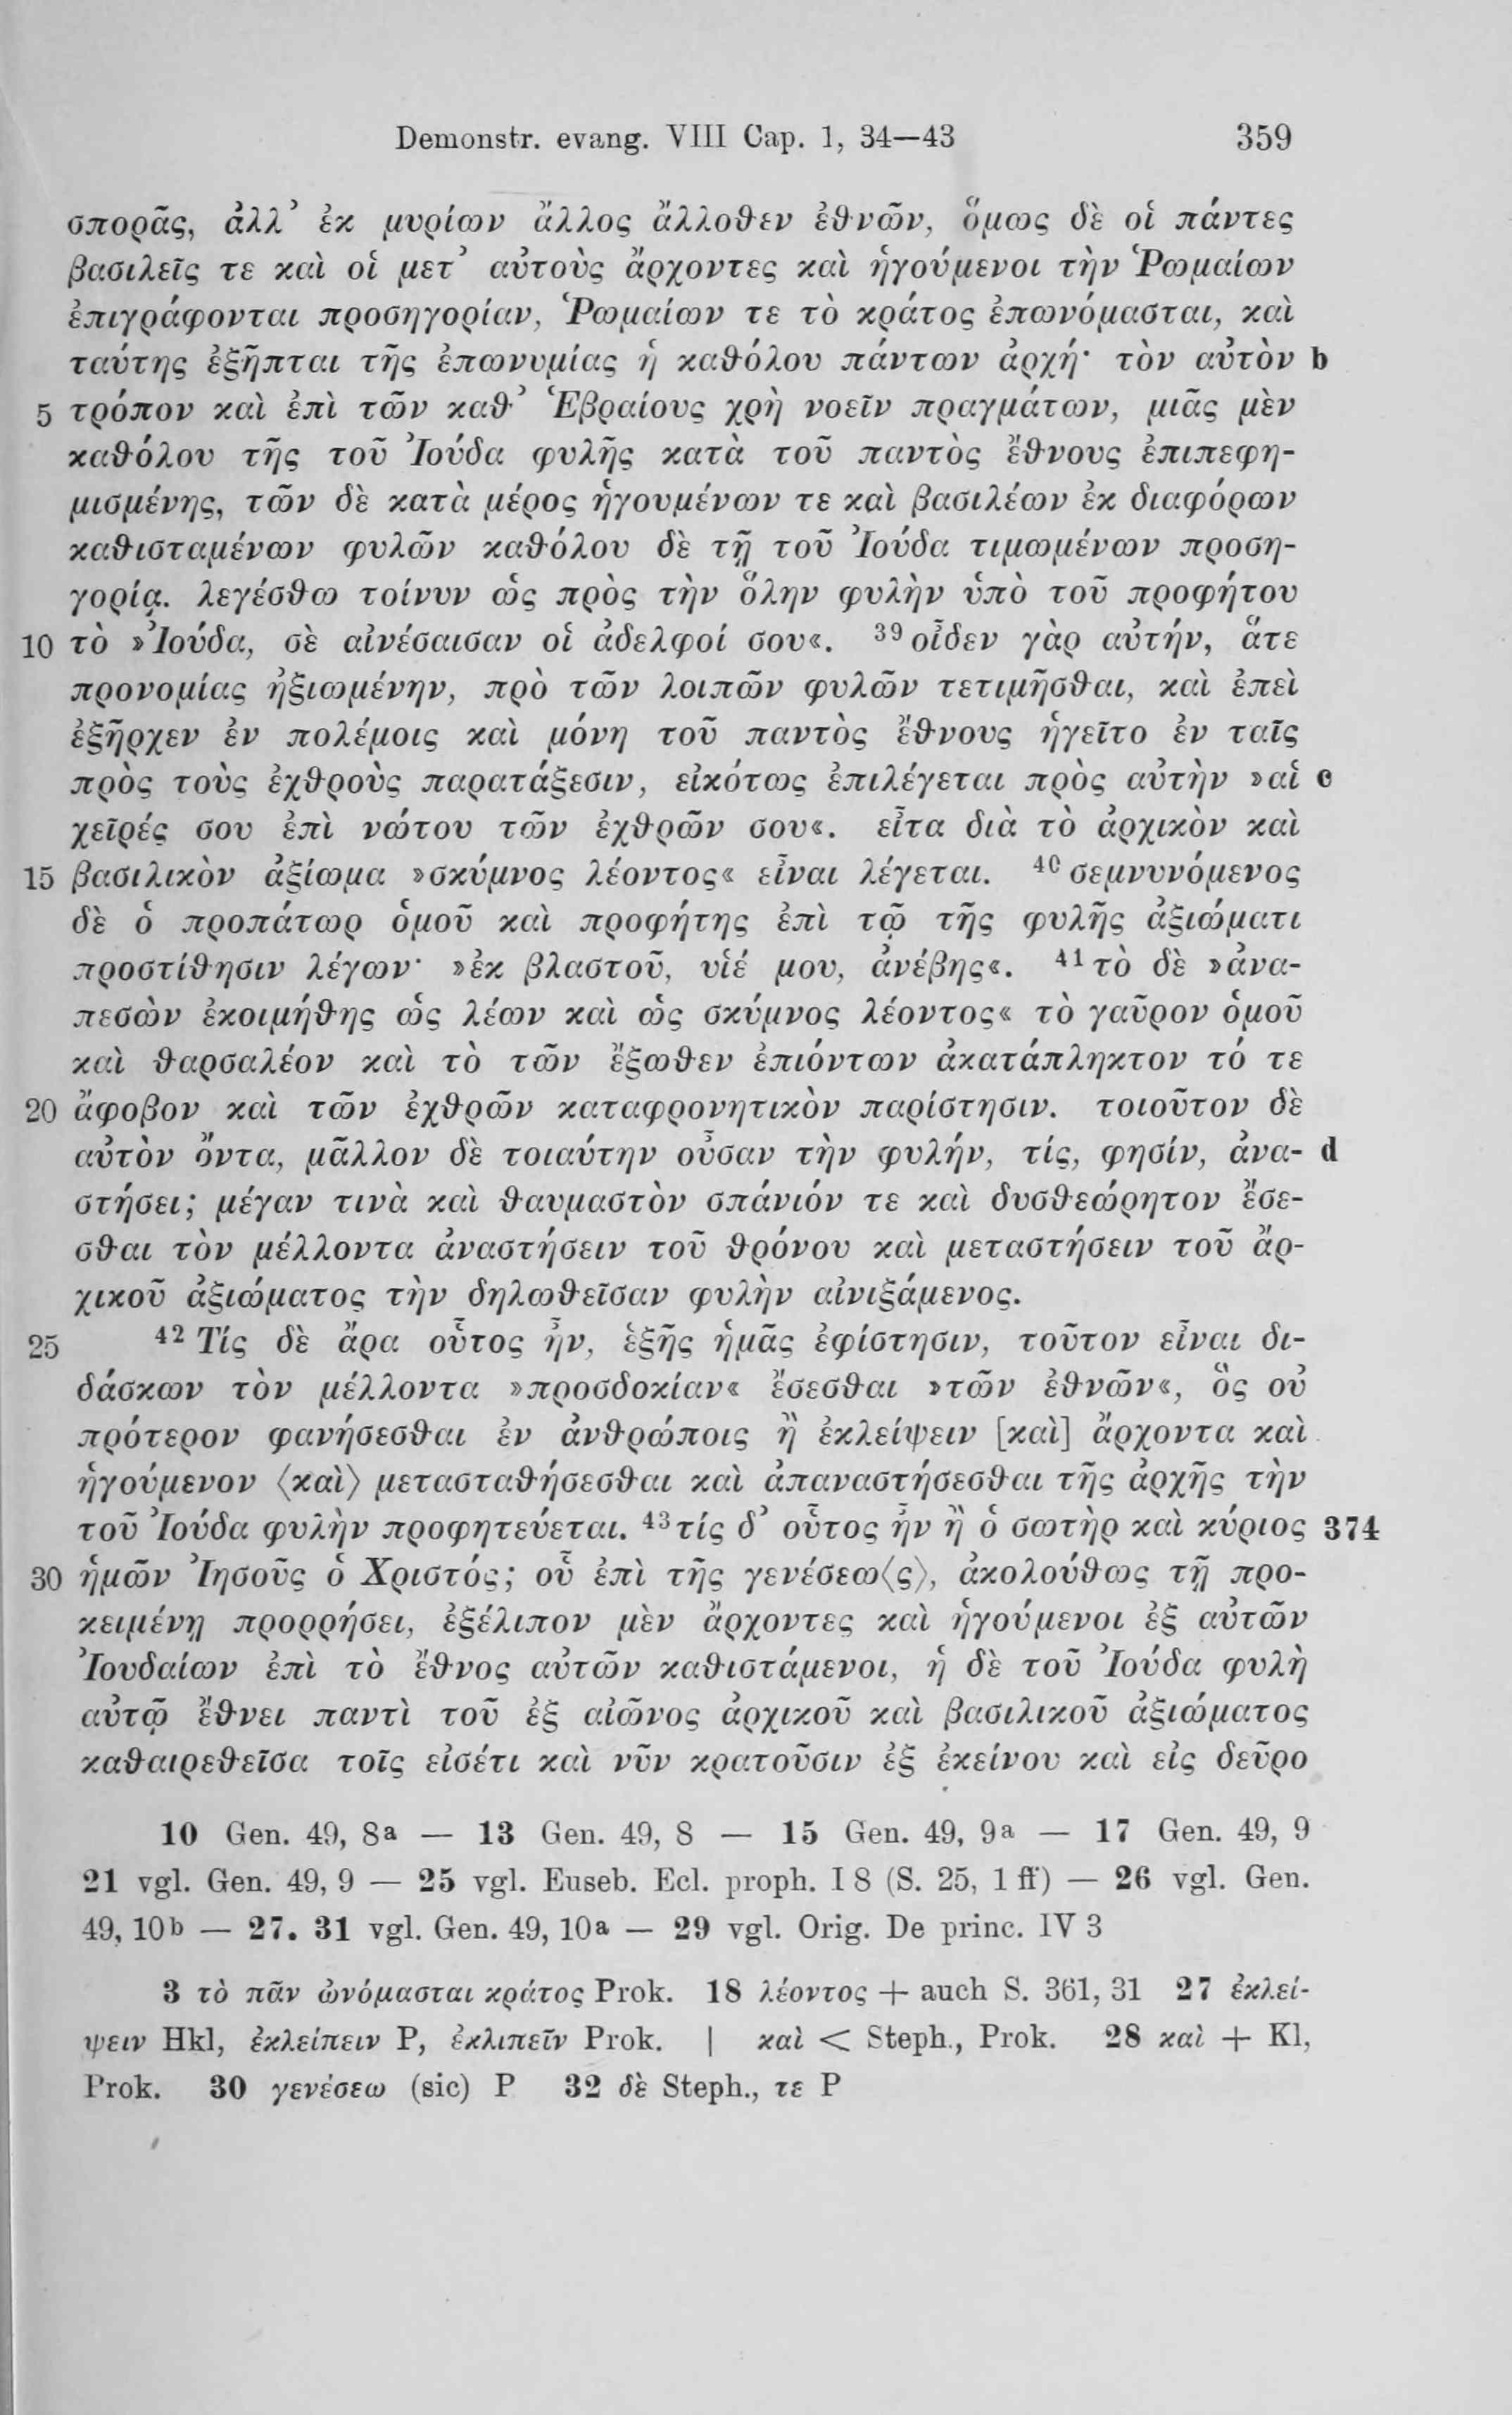 Demonstr. evang. VIII Cap. 1, 34—43 359
σπορᾶς, ἀλλ’ ἐκ μυρίων ἄλλος ἄλλοθεν ἐθνῶν, ὅμως δὲ οἱ πάντες
βασιλεῖς τε καὶ οἱ μετ’ αὐτοὺς ἄρχοντες καὶ ἡγούμενοι τὴν Ῥωμαίων
ἐπιγράφονται προσηγορίαν, Ῥωμαίων τε τὸ κράτος ἐπωνόμασται, καὶ
ταύτης ἐξῆπται τῆς ἐπωνυμίας ἡ καθόλου πάντων ἀρχή· τὸν αὐτὸν b
5 τρόπον καὶ ἐπὶ τῶν καθ’ Ἑβραίους χρὴ νοεῖν πραγμάτων, μιᾶς μὲν
καθόλου τῆς τοῦ Ἰούδα φυλῆς κατὰ τοῦ παντὸς ἔθνους ἐπιπεφη-
μισμένης, τῶν δὲ κατὰ μέρος ἡγουμένων τε καὶ βασιλέων ἐκ διαφόρων
καθισταμένων φυλῶν καθόλου δὲ τῇ τοῦ Ἰούδα τιμωμένων προση-
γορίᾳ. λεγέσθω τοίνυν ὡς πρὸς τὴν ὅλην φυλὴν ὑπὸ τοῦ προφήτου
10 τὸ »Ἰούδα, σὲ αἰνέσαισαν οἱ ἀδελφοί σου«. ³⁹ οἶδεν γὰρ αὐτήν, ἅτε
προνομίας ἠξιωμένην, πρὸ τῶν λοιπῶν φυλῶν τετιμῆσθαι, καὶ ἐπεὶ
ἐξῆρχεν ἐν πολέμοις καὶ μόνη τοῦ παντὸς ἔθνους ἡγεῖτο ἐν ταῖς
πρὸς τοὺς ἐχθροὺς παρατάξεσιν, εἰκότως ἐπιλέγεται πρὸς αὐτὴν »αἱ c
χεῖρές σου ἐπὶ νώτου τῶν ἐχθρῶν σου«. εἶτα διὰ τὸ ἀρχικὸν καὶ
15 βασιλικὸν ἀξίωμα »σκύμνος λέοντος« εἶναι λέγεται. ⁴⁰ σεμνυνόμενος
δὲ ὁ προπάτωρ ὁμοῦ καὶ προφήτης ἐπὶ τῷ τῆς φυλῆς ἀξιώματι
προστίθησιν λέγων· »ἐκ βλαστοῦ, υἱέ μου, ἀνέβης«. ⁴¹ τὸ δὲ »ἀνα-
πεσὼν ἐκοιμήθης ὡς λέων καὶ ὡς σκύμνος λέοντος« τὸ γαῦρον ὁμοῦ
καὶ θαρσαλέον καὶ τὸ τῶν ἔξωθεν ἐπιόντων ἀκατάπληκτον τό τε
20 ἄφοβον καὶ τῶν ἐχθρῶν καταφρονητικὸν παρίστησιν. τοιοῦτον δὲ
αὐτὸν ὄντα, μᾶλλον δὲ τοιαύτην οὖσαν τὴν φυλήν, τίς, φησίν, ἀνα- d
στήσει; μέγαν τινὰ καὶ θαυμαστὸν σπάνιόν τε καὶ δυσθεώρητον ἔσε-
σθαι τὸν μέλλοντα ἀναστήσειν τοῦ θρόνου καὶ μεταστήσειν τοῦ ἀρ-
χικοῦ ἀξιώματος τὴν δηλωθεῖσαν φυλὴν αἰνιξάμενος.
25 ⁴² Τίς δὲ ἄρα οὗτος ἦν, ἑξῆς ἡμᾶς ἐφίστησιν, τοῦτον εἶναι δι-
δάσκων τὸν μέλλοντα »προσδοκίαν« ἔσεσθαι »τῶν ἐθνῶν«, ὃς οὐ
πρότερον φανήσεσθαι ἐν ἀνθρώποις ἢ ἐκλείψειν [καὶ] ἄρχοντα καὶ
ἡγούμενον ⟨καὶ⟩ μετασταθήσεσθαι καὶ ἀπαναστήσεσθαι τῆς ἀρχῆς τὴν
τοῦ Ἰούδα φυλὴν προφητεύεται. ⁴³ τίς δ’ οὗτος ἦν ἢ ὁ σωτὴρ καὶ κύριος 374
30 ἡμῶν Ἰησοῦς ὁ Χριστός; οὗ ἐπὶ τῆς γενέσεω⟨ς⟩, ἀκολούθως τῇ προ-
κειμένῃ προρρήσει, ἐξέλιπον μὲν ἄρχοντες καὶ ἡγούμενοι ἐξ αὐτῶν
Ἰουδαίων ἐπὶ τὸ ἔθνος αὐτῶν καθιστάμενοι, ἡ δὲ τοῦ Ἰούδα φυλὴ
αὐτῷ ἔθνει παντὶ τοῦ ἐξ αἰῶνος ἀρχικοῦ καὶ βασιλικοῦ ἀξιώματος
καθαιρεθεῖσα τοῖς εἰσέτι καὶ νῦν κρατοῦσιν ἐξ ἐκείνου καὶ εἰς δεῦρο
10 Gen. 49, 8a — 13 Gen. 49, 8 — 15 Gen. 49, 9a — 17 Gen. 49, 9
21 vgl. Gen. 49, 9 — 25 vgl. Euseb. Ecl. proph. I 8 (S. 25, 1 ff) — 26 vgl. Gen.
49, 10b — 27. 31 vgl. Gen. 49, 10a — 29 vgl. Orig. De princ. IV 3
3 τὸ πᾶν ὠνόμασται κράτος Prok. 18 λέοντος + auch S. 361, 31 27 ἐκλεί-
ψειν Hkl, ἐκλείπειν P, ἐκλιπεῖν Prok. | καὶ < Steph., Prok. 28 καὶ + Kl,
Prok. 30 γενέσεω (sic) P 32 δὲ Steph., τε P